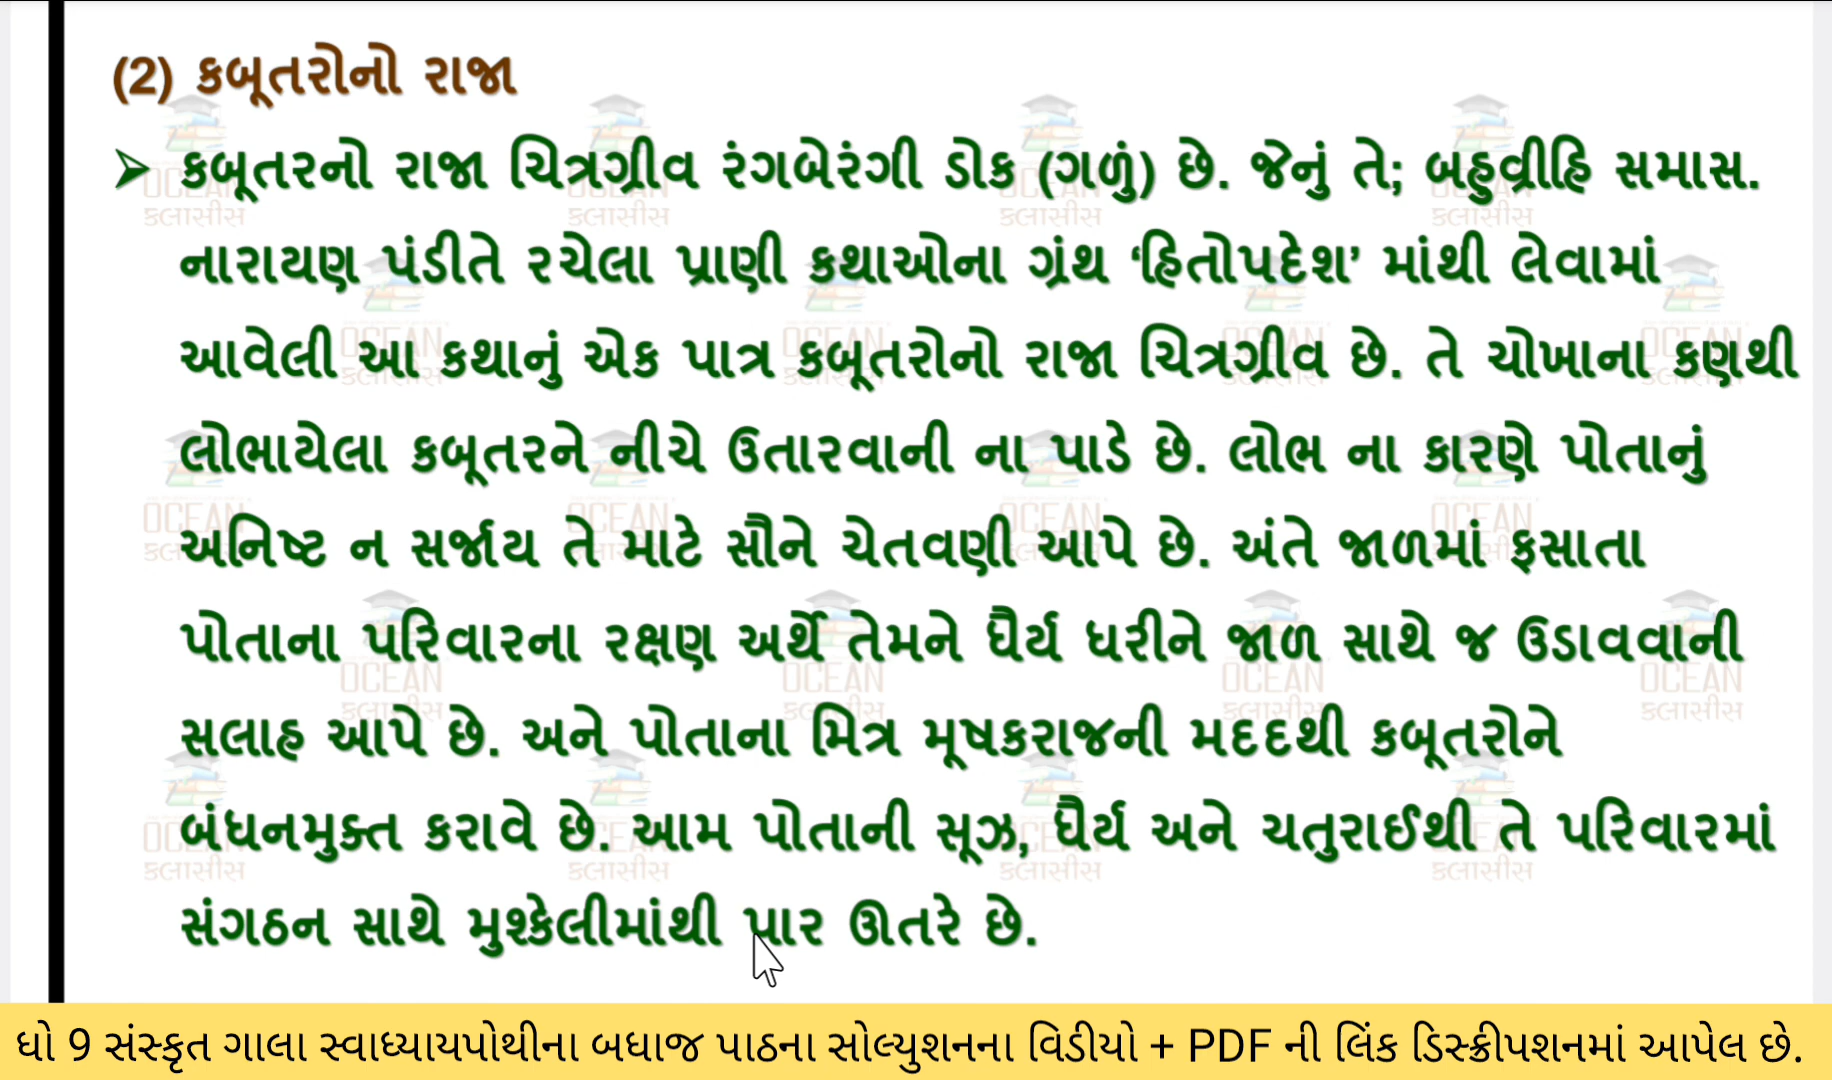 (2) કબૂતરોનો રાજા
➢ કબૂતરનો રાજા ચિત્રગ્રીવ રંગબેરંગી ડોક (ગળું) છે. જેનું તે; બહુવ્રીહિ સમાસ.
નારાયણ પંડીતે રચેલા પ્રાણી કથાઓના ગ્રંથ ‘હિતોપદેશ’ માંથી લેવામાં
આવેલી આ કથાનું એક પાત્ર કબૂતરોનો રાજા ચિત્રગ્રીવ છે. તે ચોખાના કણથી
લોભાયેલા કબૂતરને નીચે ઉતારવાની ના પાડે છે. લોભ ના કારણે પોતાનું
અનિષ્ટ ન સર્જાય તે માટે સૌને ચેતવણી આપે છે. અંતે જાળમાં ફસાતા
પોતાના પરિવારના રક્ષણ અર્થે તેમને ધૈર્ય ધરીને જાળ સાથે જ ઉડાવવાની
સલાહ આપે છે. અને પોતાના મિત્ર મૂષકરાજની મદદથી કબૂતરોને
બંધનમુક્ત કરાવે છે. આમ પોતાની સૂઝ, ધૈર્ય અને ચતુરાઈથી તે પરિવારમાં
સંગઠન સાથે મુશ્કેલીમાંથી પાર ઊતરે છે.
ધો 9 સંસ્કૃત ગાલા સ્વાધ્યાયપોથીના બધાજ પાઠના સોલ્યુશનના વિડીયો + PDF ની લિંક ડિસ્ક્રીપશનમાં આપેલ છે.